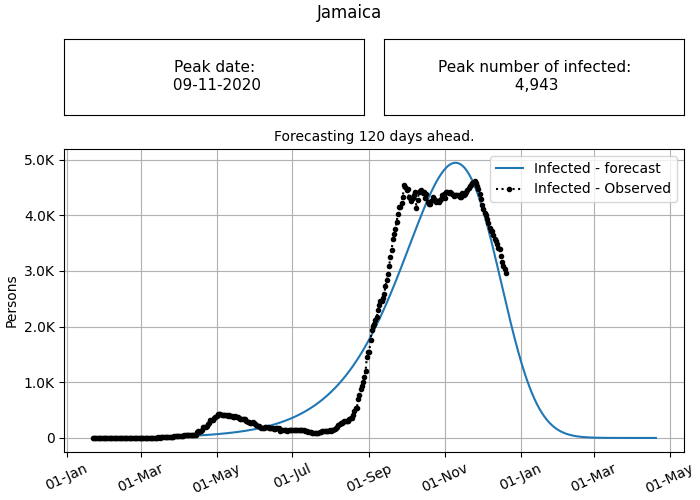 Jamaica
Peak date:
09-11-2020
Peak number of infected:
4,943
Forecasting 120 days ahead.
Infected - forecast
Infected - Observed
Persons
5.0K
4.0K
3.0K
2.0K
1.0K
0
01-Jan
01-Mar
01-May
01-Jul
01-Sep
01-Nov
01-Jan
01-Mar
01-May